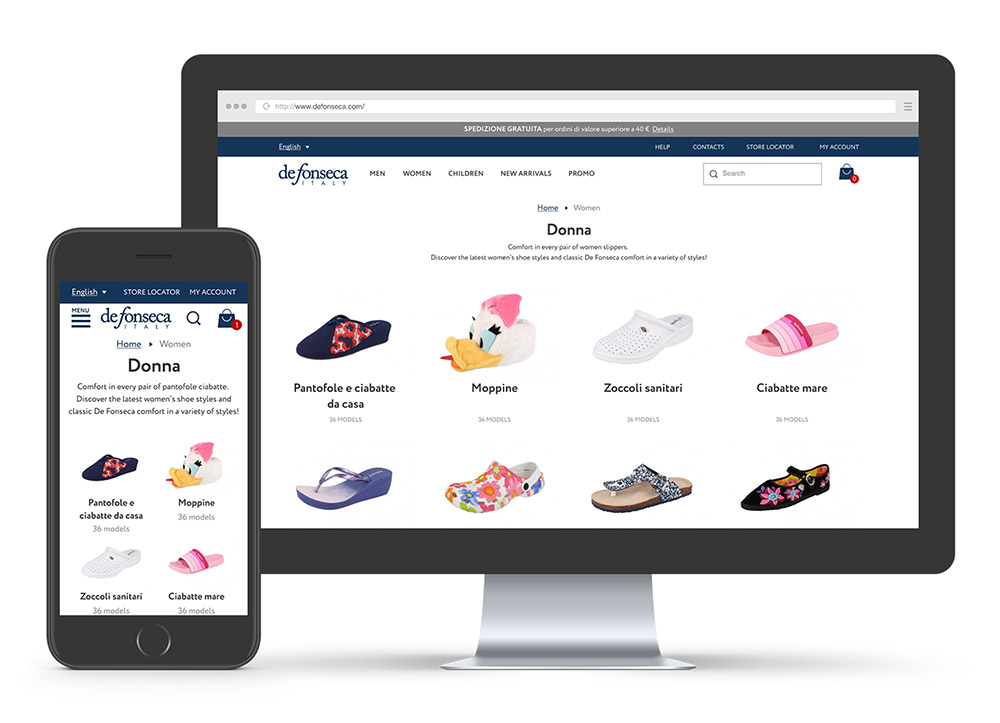 http://www.defonseca.com/
SPEDIZIONE GRATUITA per ordini di valore superiore a 40 € Details
English HELP CONTACTS STORE LOCATOR MY ACCOUNT
de fonseca
ITALY
MEN WOMEN CHILDREN NEW ARRIVALS PROMO Search 0
Home Women
Donna
Comfort in every pair of women slippers.
Discover the latest women's shoe styles and classic De Fonseca comfort in a variety of styles!
Pantofole e ciabatte
da casa
36 MODELS
Moppine
36 MODELS
Zoccoli sanitari
36 MODELS
Ciabatte mare
36 MODELS
English STORE LOCATOR MY ACCOUNT
MENU
de fonseca
ITALY
1
Home Women
Donna
Comfort in every pair of pantofole ciabatte.
Discover the latest women's shoe styles and
classic De Fonseca comfort in a variety of styles!
Pantofole e
ciabatte da casa
36 models
Moppine
36 models
Zoccoli sanitari
36 models
Ciabatte mare
36 models